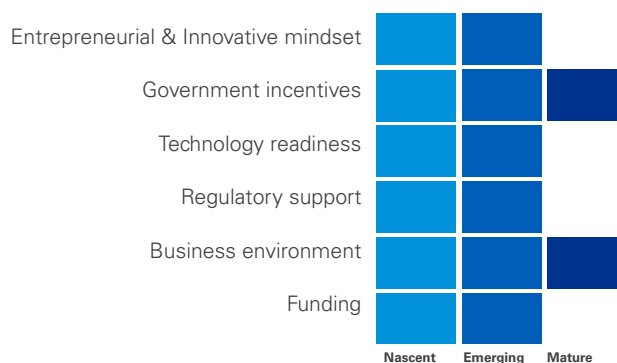 Entrepreneurial & Innovative mindset
Government incentives
Technology readiness
Regulatory support
Business environment
Funding
Nascent Emerging Mature